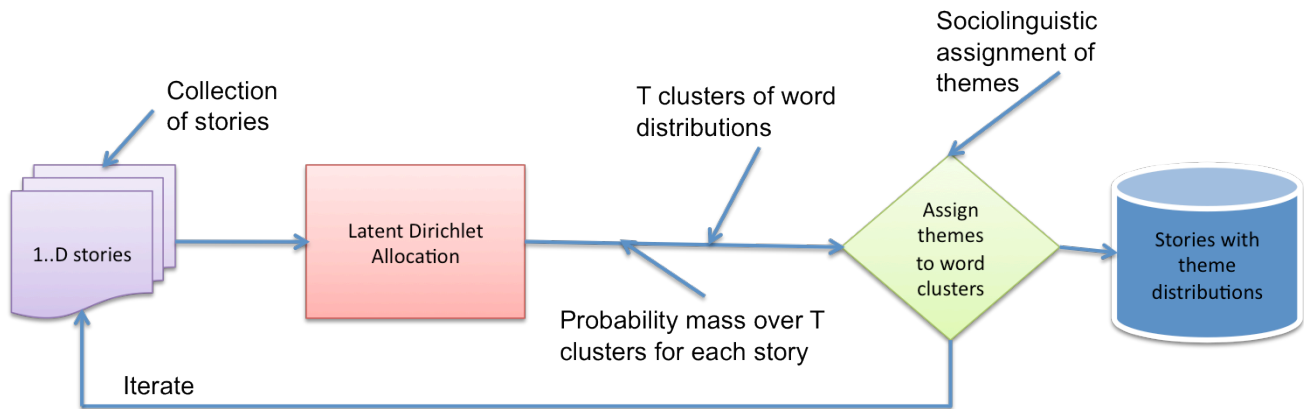 Collection
of stories
1..D stories
Latent Dirichlet
Allocation
T clusters of word
distributions
Probability mass over T
clusters for each story
Sociolinguistic
assignment of
themes
Assign
themes
to word
clusters
Stories with
theme
distributions
Iterate